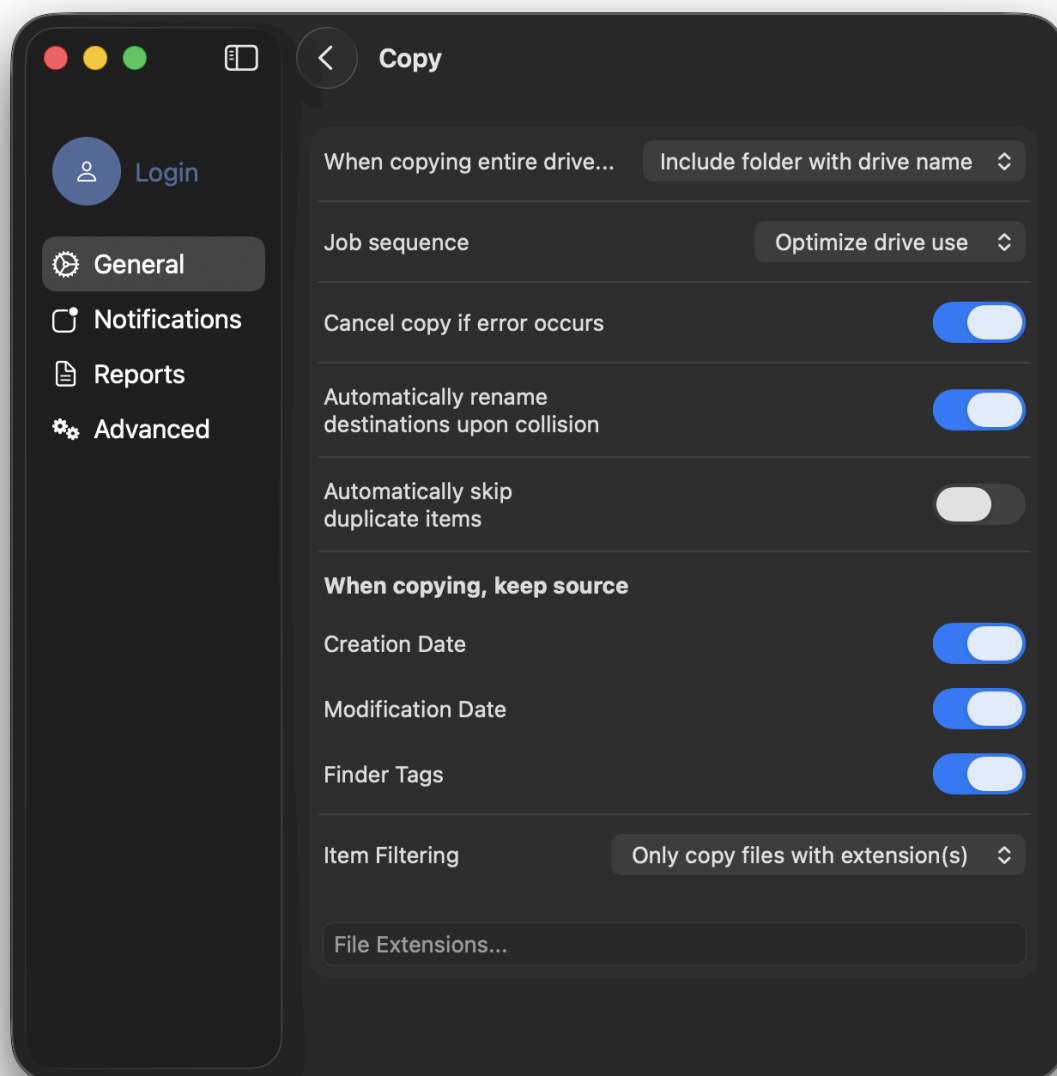 Copy
Login
General
Notifications
Reports
Advanced
When copying entire drive...
Include folder with drive name
Job sequence
Optimize drive use
Cancel copy if error occurs
Automatically rename
destinations upon collision
Automatically skip
duplicate items
When copying, keep source
Creation Date
Modification Date
Finder Tags
Item Filtering
Only copy files with extension(s)
File Extensions...